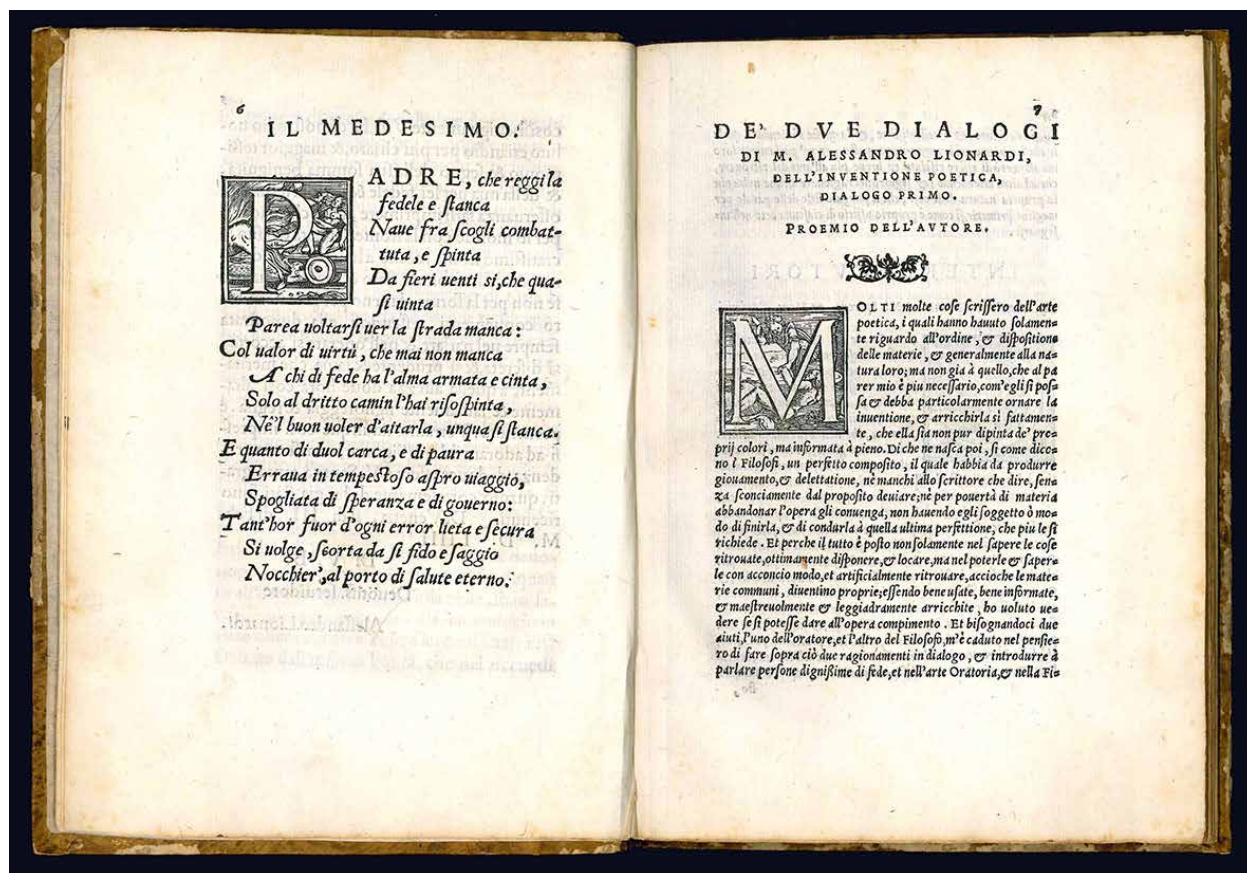 6
IL MEDESIMO.
PADRE, che reggi la
fedele e stanca
Naue fra scogli combat-
tuta, e spinta
Da fieri uenti si, che qua-
si uinta
Parea uoltarsi uer la strada manca:
Col ualor di uirtù, che mai non manca
A chi di fede ha l'alma armata e cinta,
Solo al dritto camin l'hai risospinta,
Ne'l buon uoler d'aitarla, unqua si stanca.
E quanto di duol carca, e di paura
Erraua in tempestoso aspro uiaggio,
Spogliata di speranza e di gouerno:
Tant'hor fuor d'ogni error lieta e secura
Si uolge, scorta da sì fido e saggio
Nocchier', al porto di salute eterno.
7
DE' DVE DIALOGI
DI M. ALESSANDRO LIONARDI,
DELL'INVENTIONE POETICA,
DIALOGO PRIMO.
PROEMIO DELL'AVTORE.
MOLTI molte cose scrissero dell'arte
poetica, i quali hanno hauuto solamen-
te riguardo all'ordine, & dispositione
delle materie, & generalmente alla na-
tura loro; ma non già à quello, che al pa
rer mio è piu necessario, com'egli si pos-
sa & debba particolarmente ornare la
inuentione, & arricchirla sì fattamen-
te, che ella sia non pur dipinta de' pro-
prij colori, ma informata à pieno. Di che ne nasca poi, sì come dico-
no i Filosofi, un perfetto composito, il quale habbia da produrre
giouamento, & delettatione, nè manchi allo scrittore che dire, sen-
za sconciamente dal proposito deuiare; nè per pouertà di materia
abbandonar l'opera gli conuenga, non hauendo egli soggetto ò mo-
do di finirla, & di condurla à quella ultima perfettione, che piu le si
richiede. Et perche il tutto è posto non solamente nel sapere le cose
ritrouate, ottimamente disponere, & locare, ma nel poterle & saper-
le con acconcio modo, et artificialmente ritrouare, accioche le mate-
rie communi, diuentino proprie; essendo bene usate, bene informate,
& maestreuolmente & leggiadramente arricchite, ho uoluto ue-
dere se si potesse dare all'opera compimento. Et bisognandoci due
aiuti, l'uno dell'oratore, et l'altro del Filosofo, m'è caduto nel pensie-
ro di fare sopra ciò due ragionamenti in dialogo, & introdurre à
parlare persone dignissime di fede, et nell'arte Oratoria, & nella Fi-